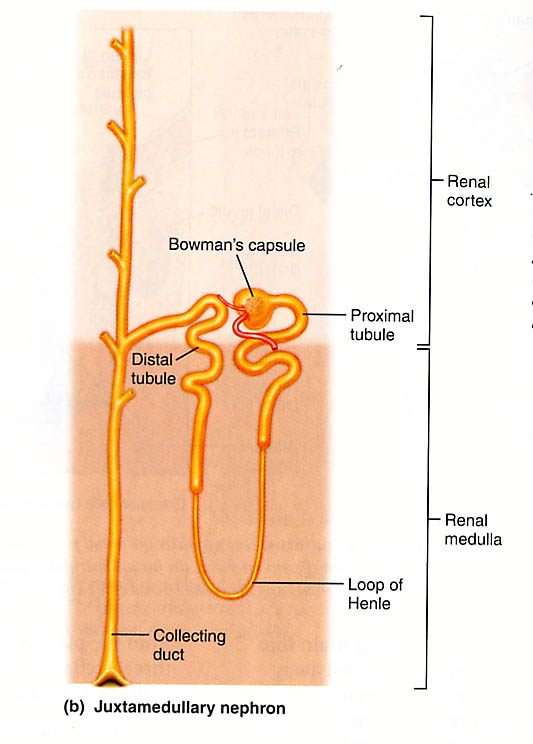 Renal
cortex
Bowman's capsule
Proximal
tubule
Distal
tubule
Renal
medulla
Loop of
Henle
Collecting
duct
(b) Juxtamedullary nephron